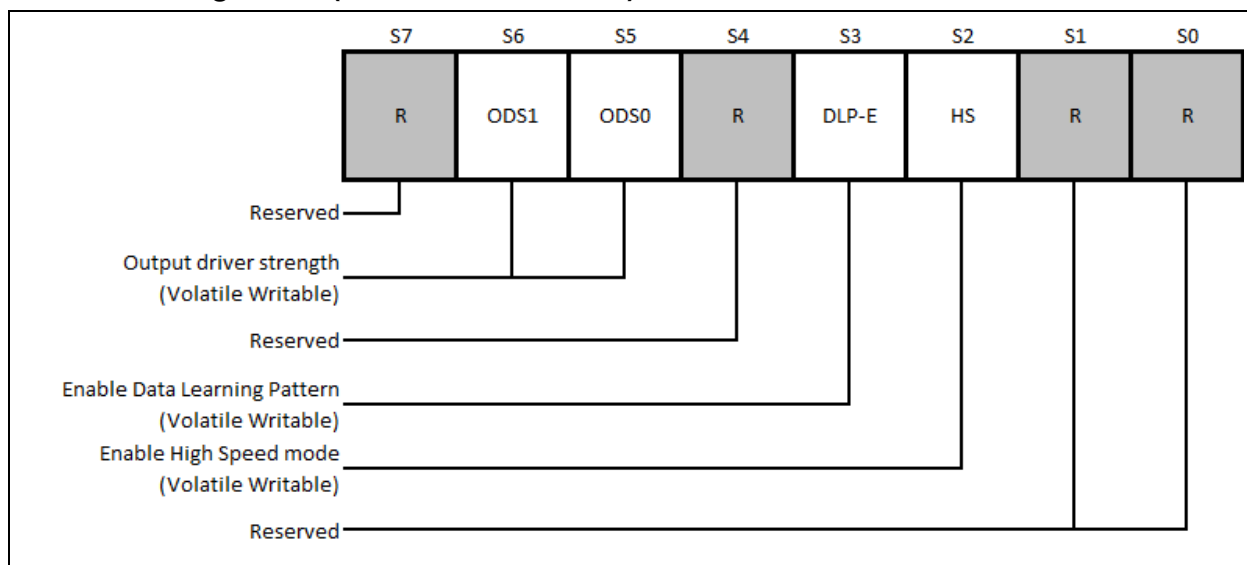 S7 S6 S5 S4 S3 S2 S1 S0
R ODS1 ODS0 R DLP-E HS R R
Reserved
Output driver strength
(Volatile Writable)
Reserved
Enable Data Learning Pattern
(Volatile Writable)
Enable High Speed mode
(Volatile Writable)
Reserved